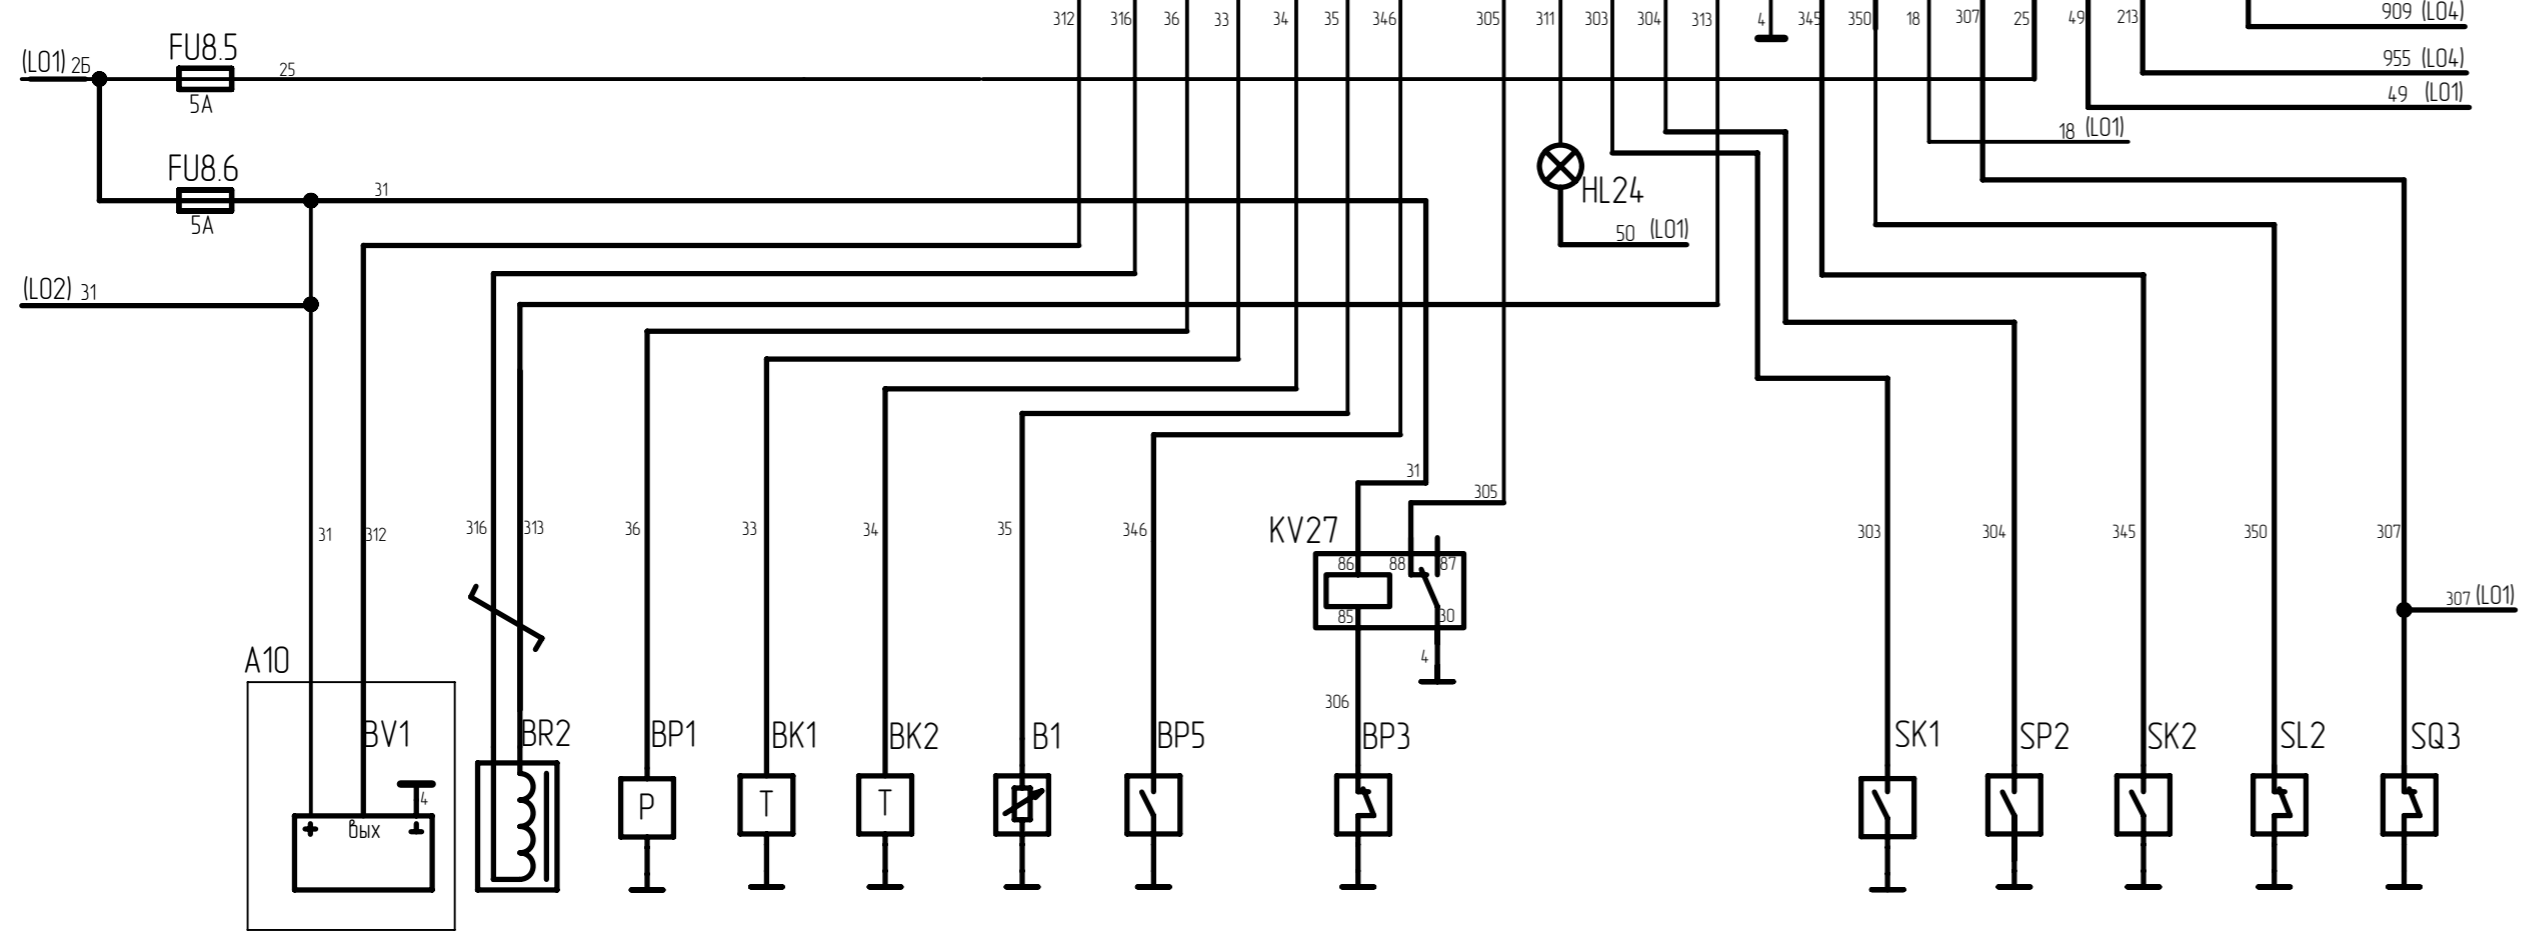 312 316 36 33 34 35 346 305 311 303 304 313 4 345 350 18 307 25 49 213 909 (L04)
(L01) 2Б FU8.5 25 955 (L04)
5А 49 (L01)
18 (L01)
FU8.6 31 HL24
5А 50 (L01)
(L02) 31
31
305
31 312 316 313 36 33 34 35 346 KV27 303 304 345 350 307
86 88 87
85 30
307 (L01)
4
A10 306
BV1 BR2 BP1 BK1 BK2 B1 BP5 BP3 SK1 SP2 SK2 SL2 SQ3
4
+ Вых ⊥ P T T